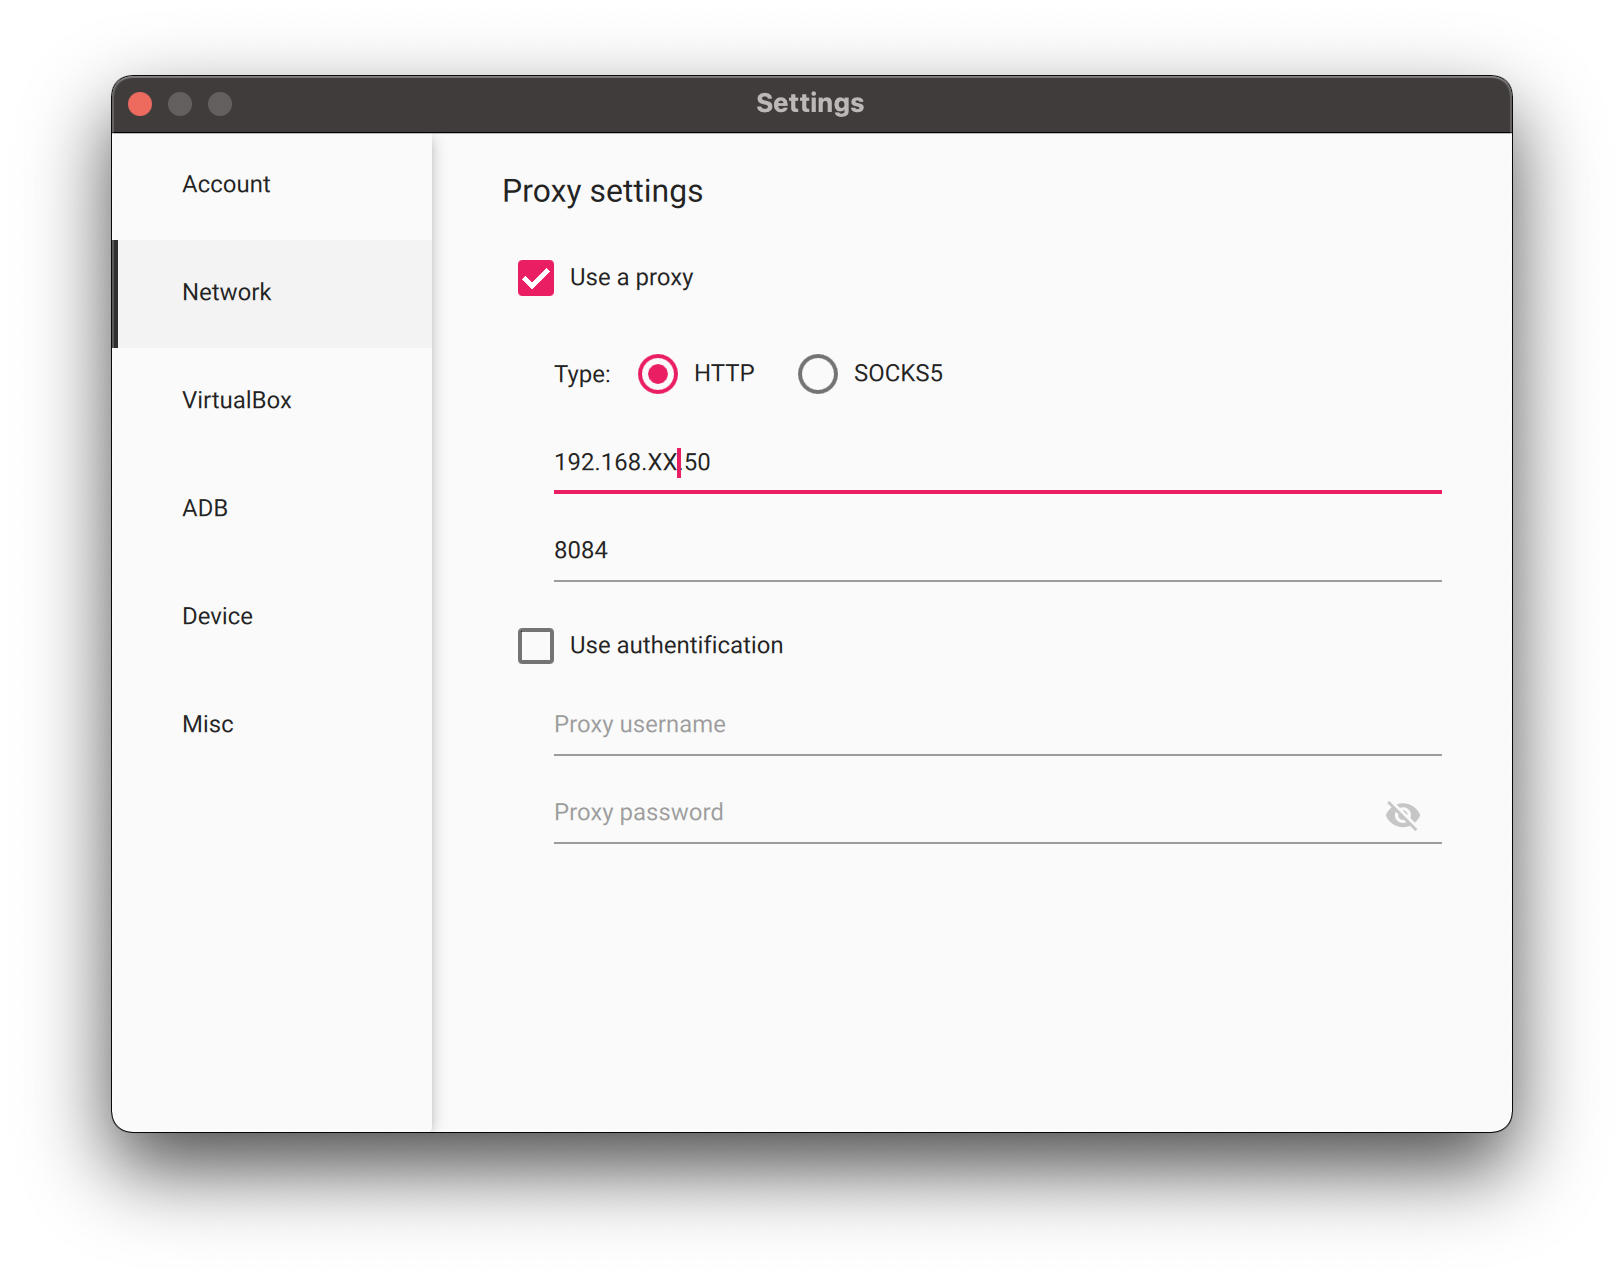 Settings
Account
Network
VirtualBox
ADB
Device
Misc
Proxy settings
Use a proxy
Type: HTTP SOCKS5
192.168.XX.50
8084
Use authentification
Proxy username
Proxy password